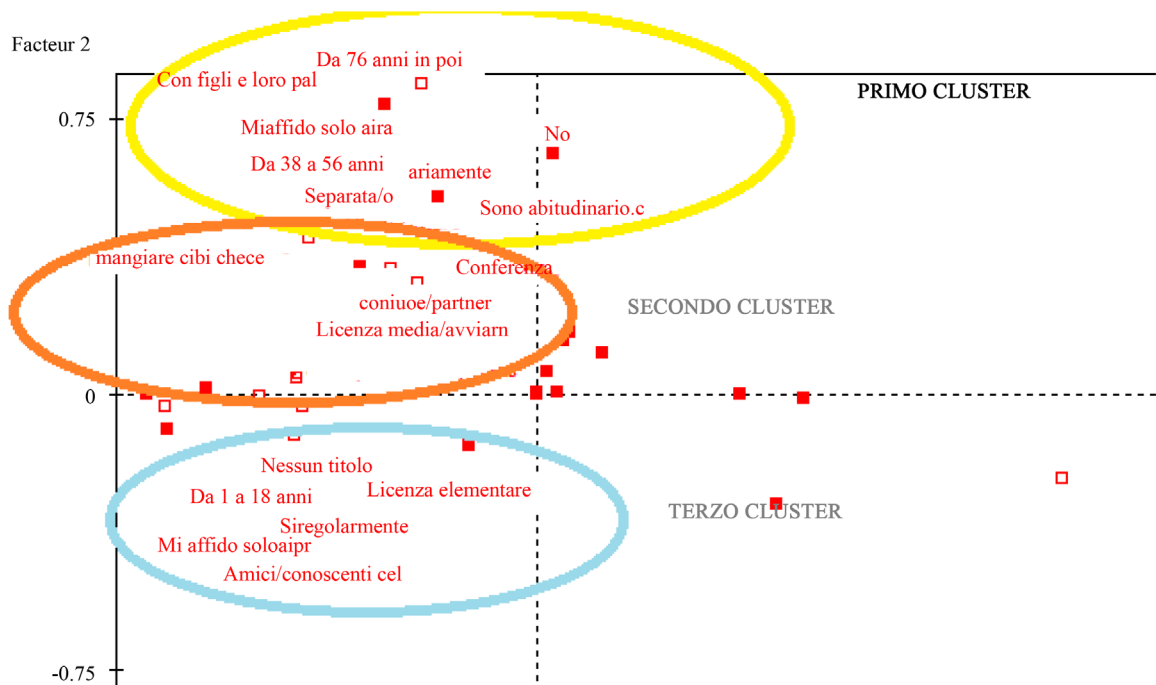 Facteur 2
Da 76 anni in poi
Con figli e loro pal
PRIMO CLUSTER
0.75
Miaffido solo aira
No
Da 38 a 56 anni
ariamente
Separata/o
Sono abitudinario.c
mangiare cibi chece
Conferenza
coniuoe/partner
SECONDO CLUSTER
Licenza media/avviarn
0
Nessun titolo
Licenza elementare
Da 1 a 18 anni
TERZO CLUSTER
Siregolarmente
Mi affido soloaipr
Amici/conoscenti cel
-0.75